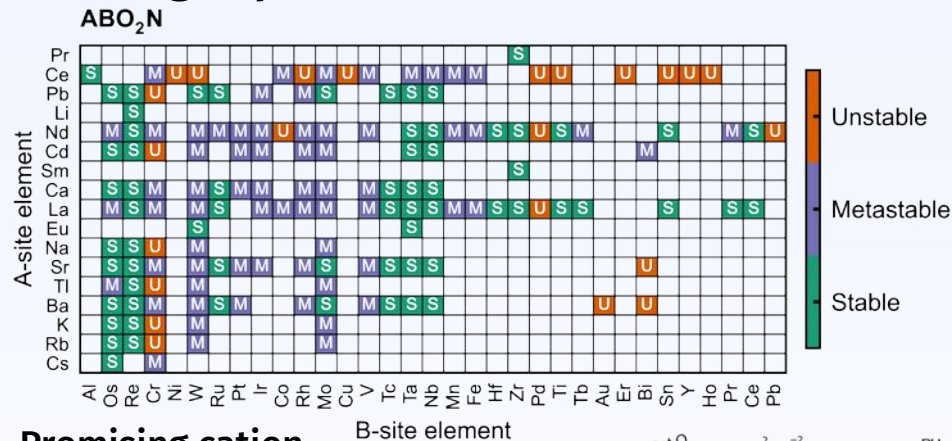 ABO₂N
Pr S
Ce S M U U M U M U V M M M M U U U U U U
Pb S S U S S M M S S S S
Li S
Nd M S M M M M M U M M M S S M M S S U S M S M S U
Cd S S U M M M M M S S M
Sm S
Ca S S M M S M M M M M S S S
La M S M M S M M M M M S S S M M S S U S S S S S
Eu S S
Na S S U M M
Sr S S M M S M M M S M S S S U
Tl M S U M M
Ba S S M M S M M S M S S S U U
K S S U M M
Rb S S U M M
Cs S M
A-site element
Al Os Re Cr Ni W Ru Pt Ir Co Rh Mo Cu V Tc Ta Nb Mn Fe Hf Zr Pd Ti Tb Au Er Bi Sn Y Ho Pr Ce Pb
B-site element
Unstable
Metastable
Stable
Promising cation